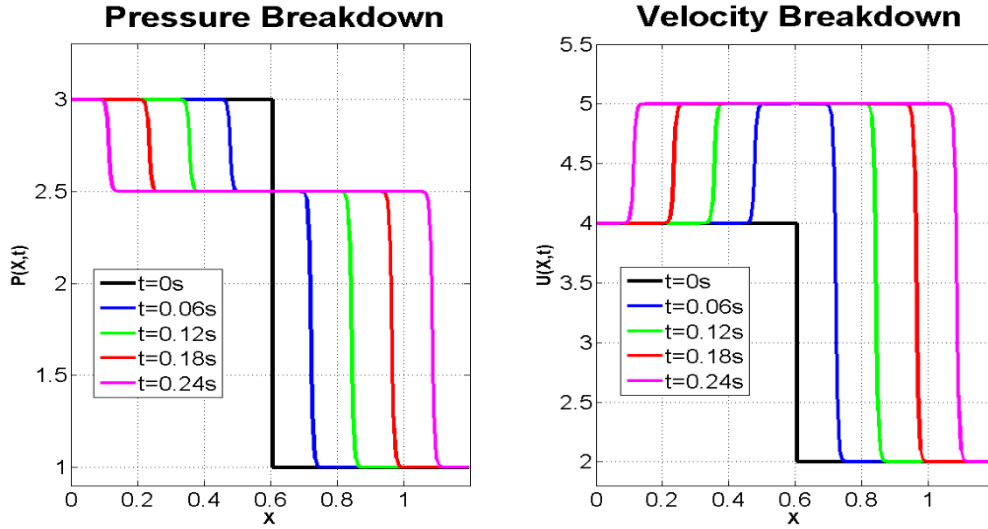 Pressure Breakdown
3
2.5
2
1.5
1
0
0.2
0.4
0.6
0.8
1
P(X,t)
X
t=0s
t=0.06s
t=0.12s
t=0.18s
t=0.24s
Velocity Breakdown
5.5
5
4.5
4
3.5
3
2.5
2
0
0.2
0.4
0.6
0.8
1
U(X,t)
X
t=0s
t=0.06s
t=0.12s
t=0.18s
t=0.24s